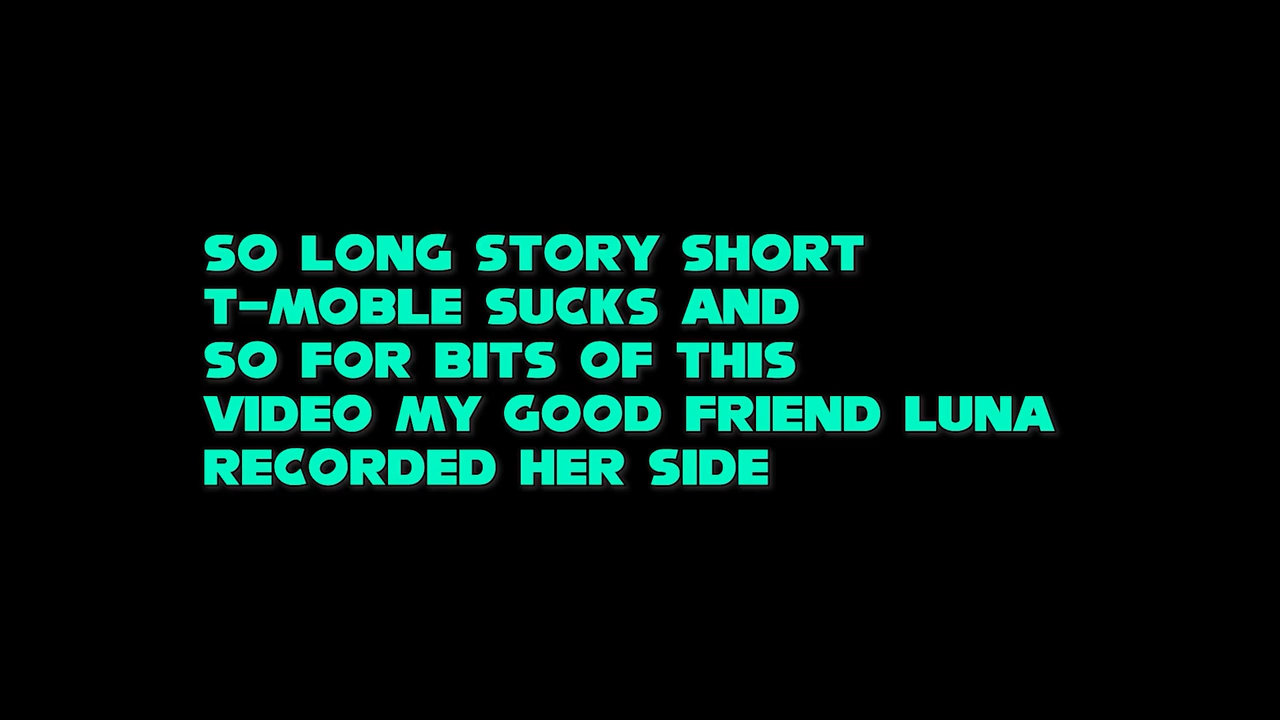 SO LONG STORY SHORT
T-MOBLE SUCKS AND
SO FOR BITS OF THIS
VIDEO MY GOOD FRIEND LUNA
RECORDED HER SIDE